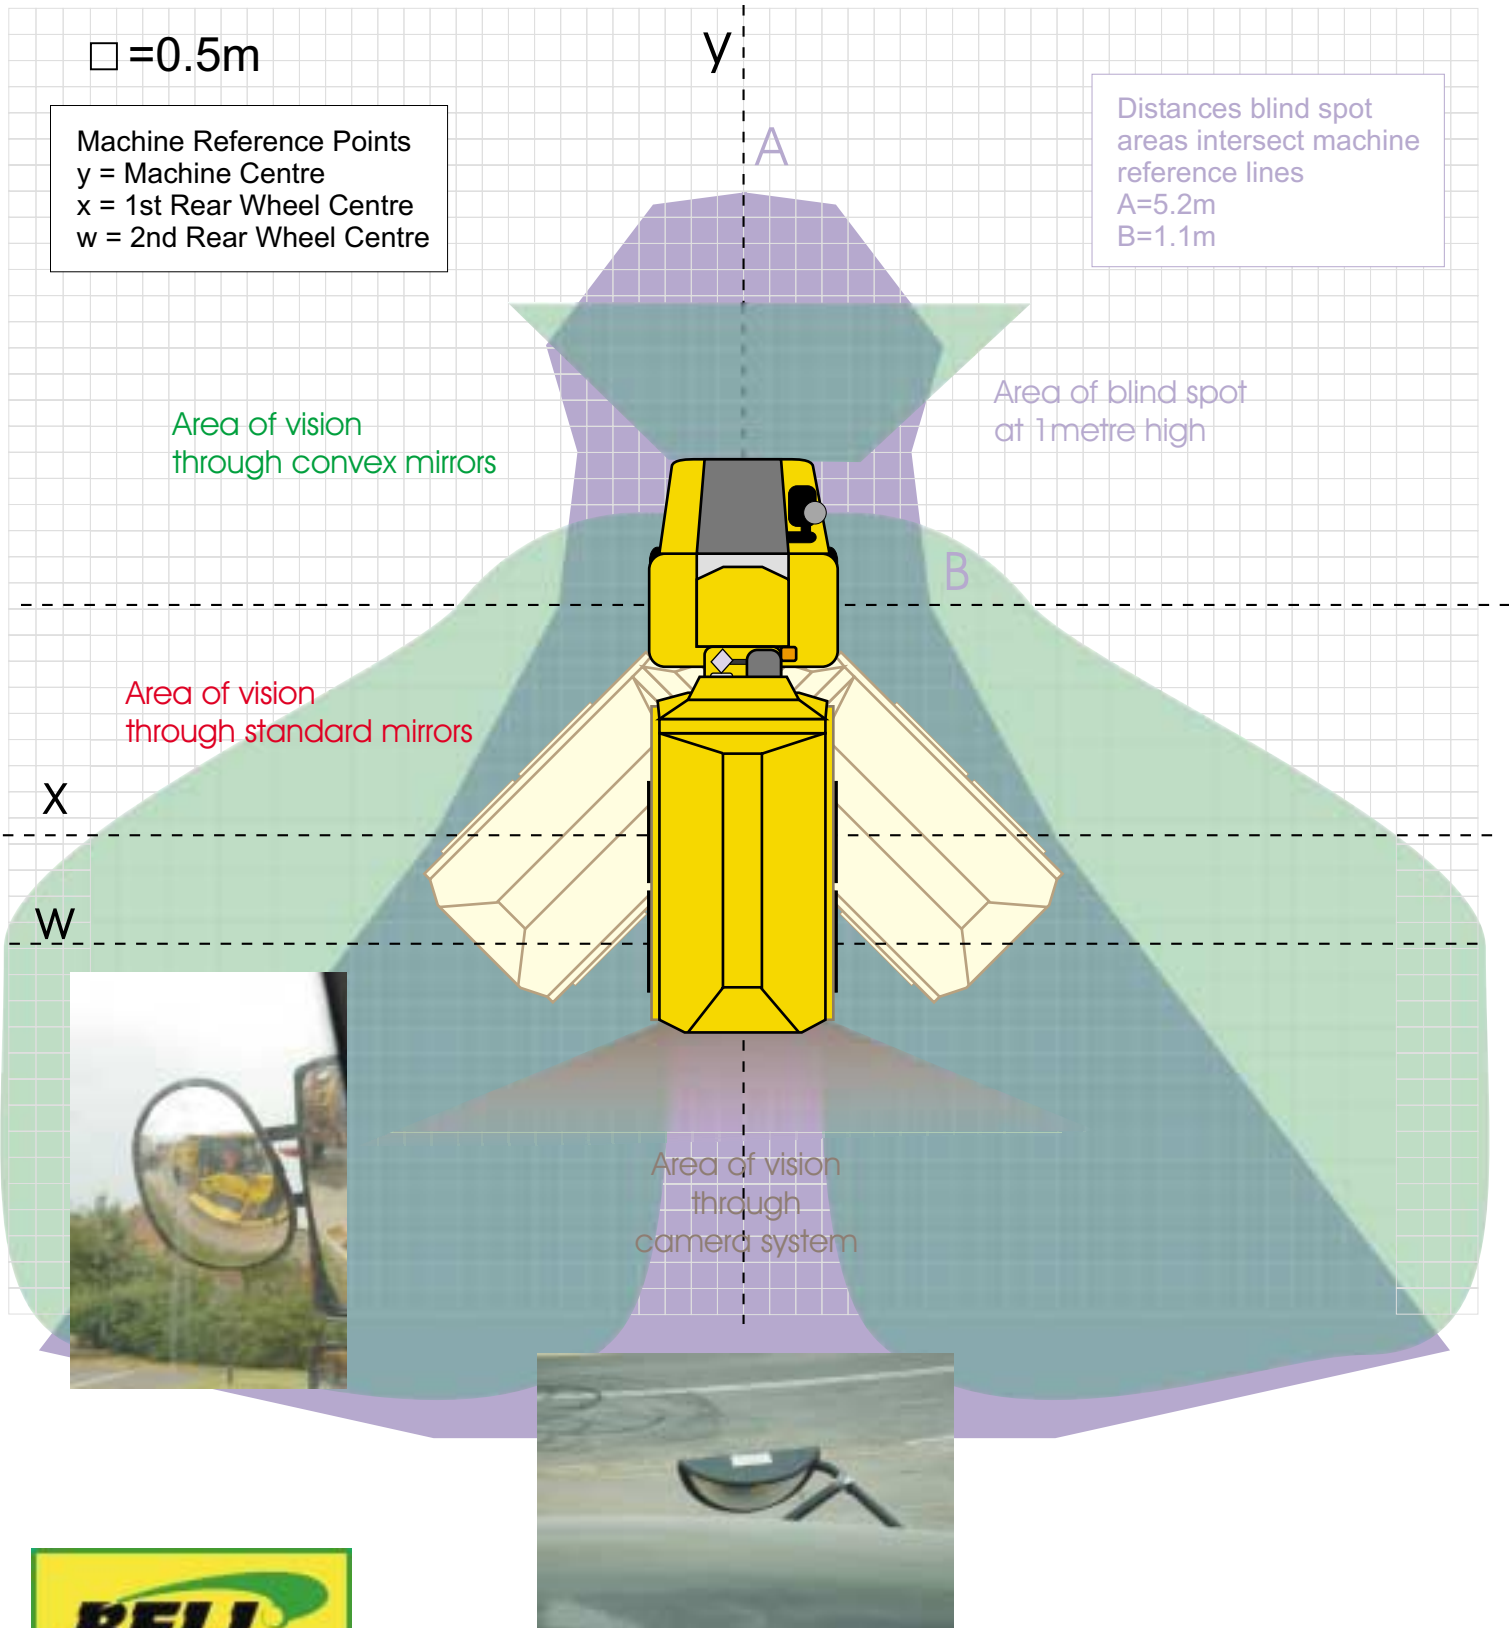 =0.5m
y
Machine Reference Points
y = Machine Centre
x = 1st Rear Wheel Centre
w = 2nd Rear Wheel Centre
A
Distances blind spot
areas intersect machine
reference lines
A=5.2m
B=1.1m
Area of vision
through convex mirrors
Area of blind spot
at 1metre high
B
Area of vision
through standard mirrors
X
W
Area of vision
through
camera system
BELL